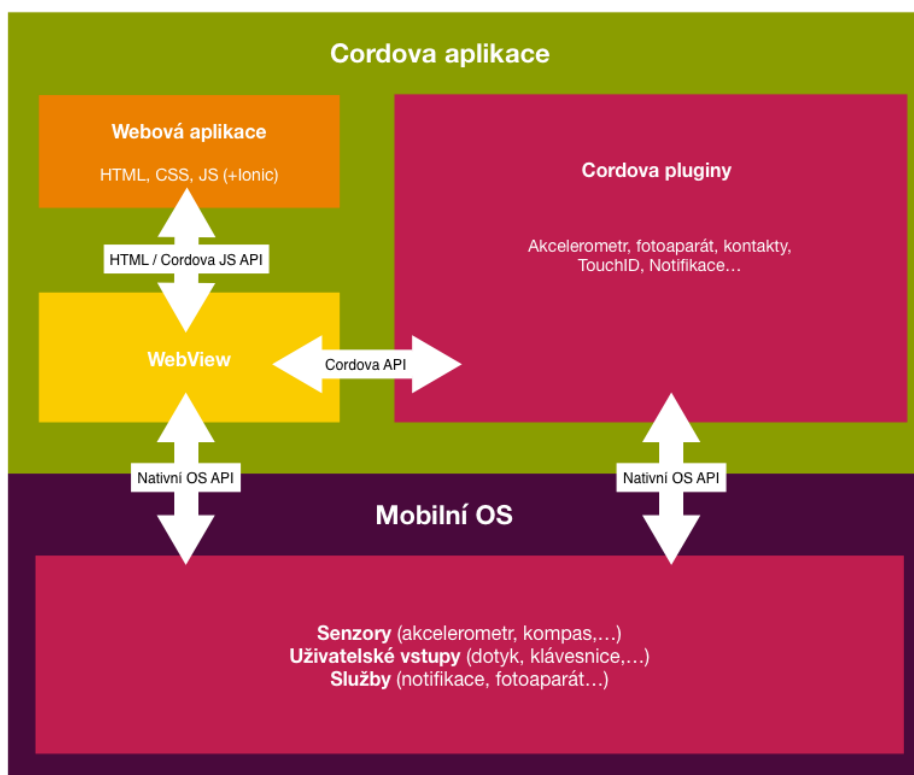 Cordova aplikace
Webová aplikace
HTML, CSS, JS (+Ionic)
HTML / Cordova JS API
WebView
Cordova API
Cordova pluginy
Akcelerometr, fotoaparát, kontakty,
TouchID, Notifikace…
Nativní OS API
Nativní OS API
Mobilní OS
Senzory (akcelerometr, kompas,…)
Uživatelské vstupy (dotyk, klávesnice,…)
Služby (notifikace, fotoaparát…)